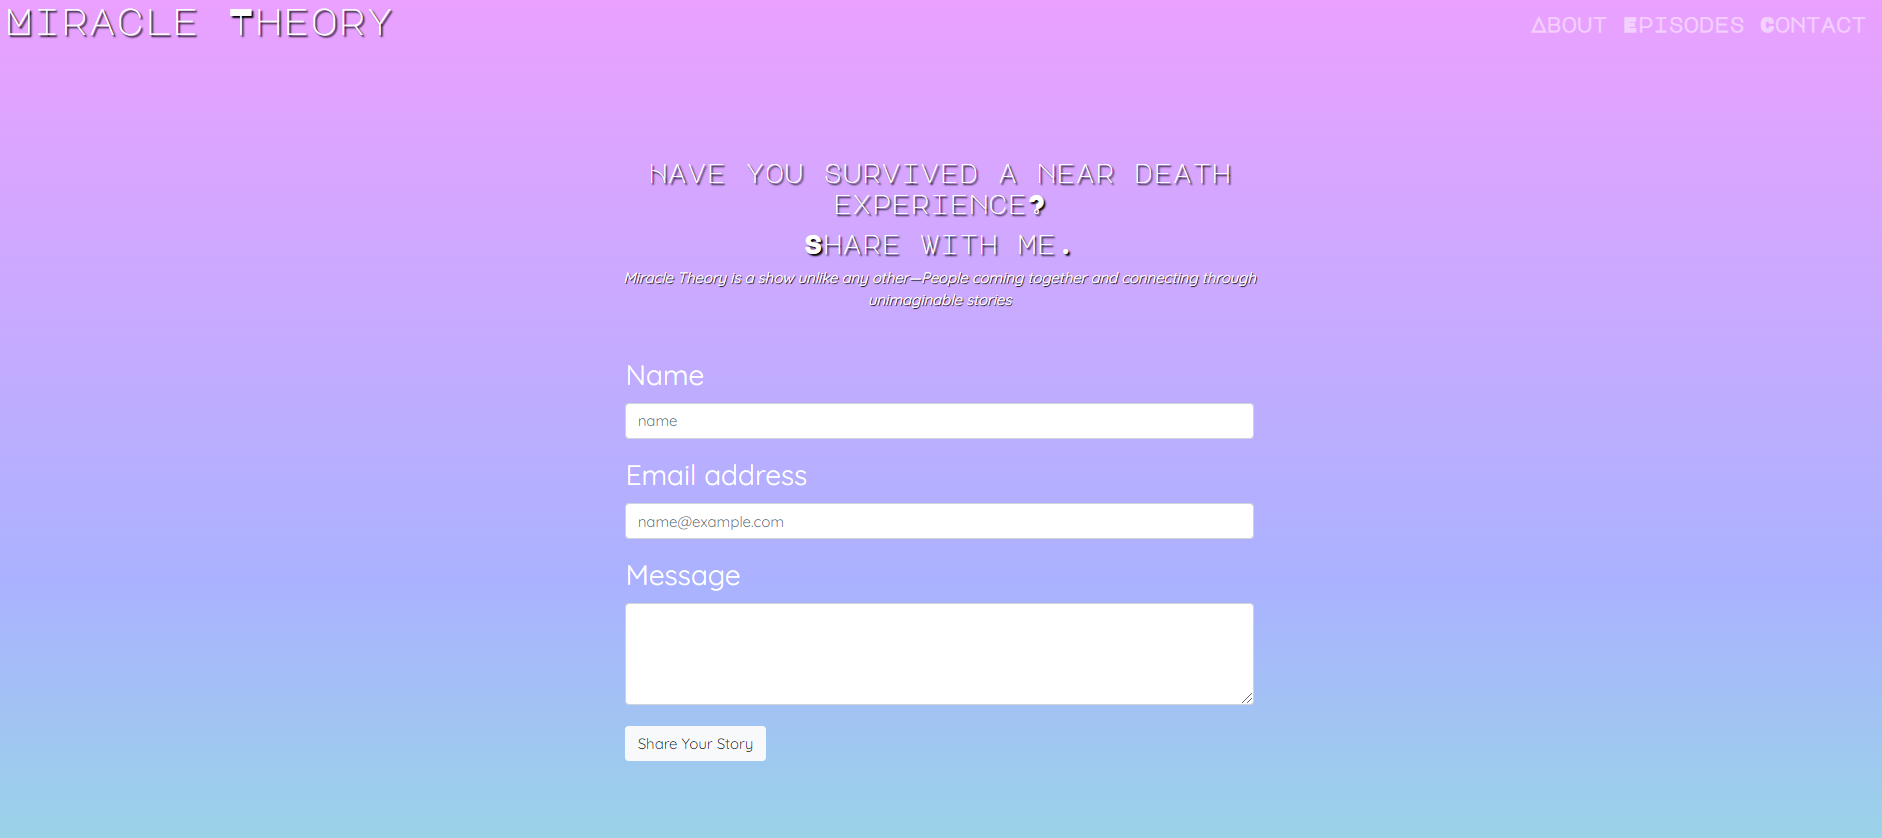 Miracle Theory
About Episodes Contact
HAVE YOU SURVIVED A NEAR DEATH
EXPERIENCE?
Share with me.
Miracle Theory is a show unlike any other—People coming together and connecting through
unimaginable stories
Name
name
Email address
name@example.com
Message
Share Your Story